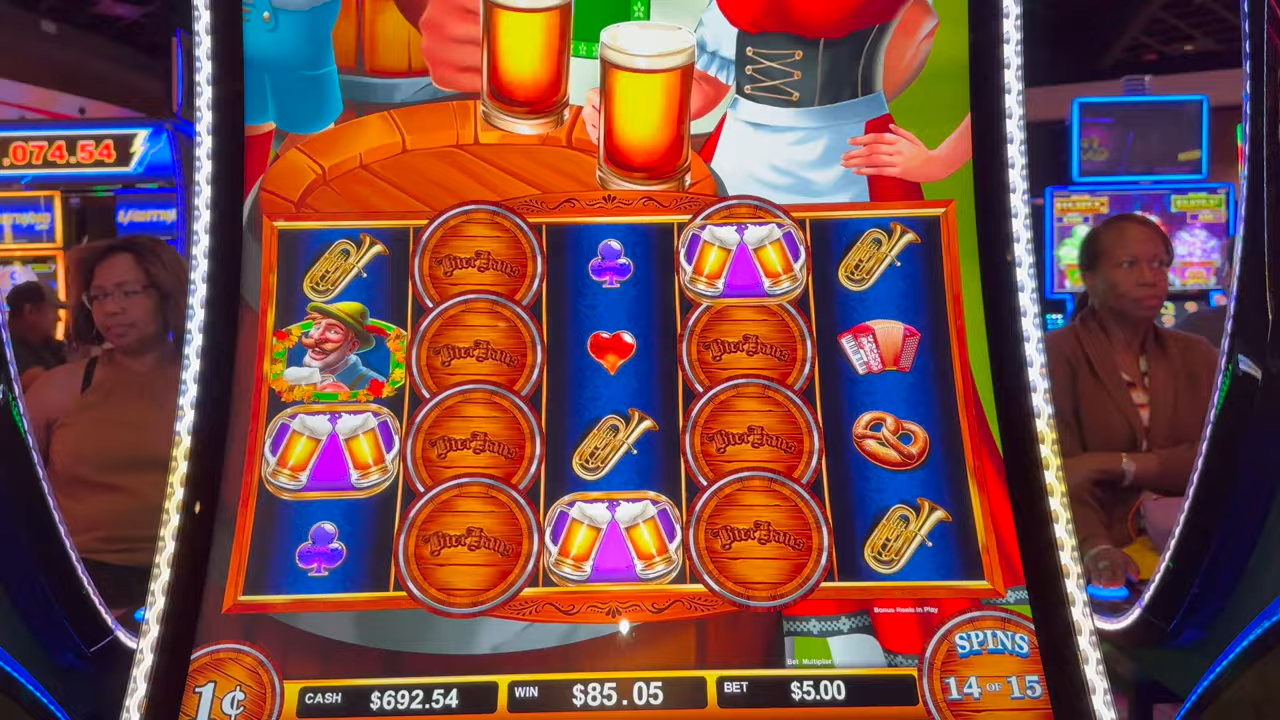 .074.54
Bier Haus
Bier Haus
Bier Haus
Bier Haus
Bier Haus
Bier Haus
Bier Haus
Bonus Reels In Play
Bet Multiplier
SPINS
14 OF 15
1¢
CASH $692.54
WIN $85.05
BET $5.00